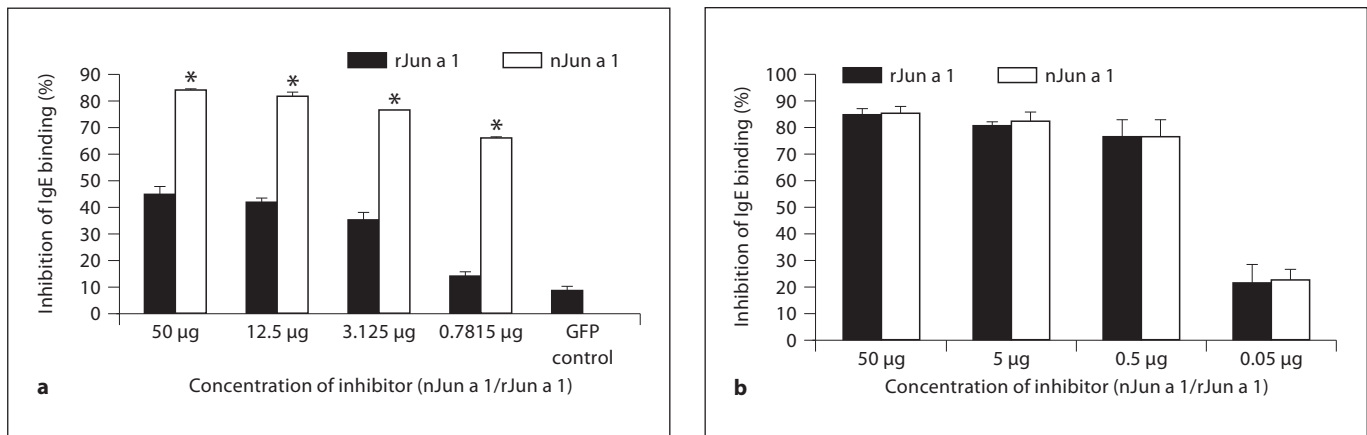 rJun a 1 nJun a 1
Inhibition of IgE binding (%)
90
80
70
60
50
40
30
20
10
0
* * * *
50 µg 12.5 µg 3.125 µg 0.7815 µg GFP
control
a Concentration of inhibitor (nJun a 1/rJun a 1)
rJun a 1 nJun a 1
Inhibition of IgE binding (%)
100
90
80
70
60
50
40
30
20
10
0
50 µg 5 µg 0.5 µg 0.05 µg
b Concentration of inhibitor (nJun a 1/rJun a 1)